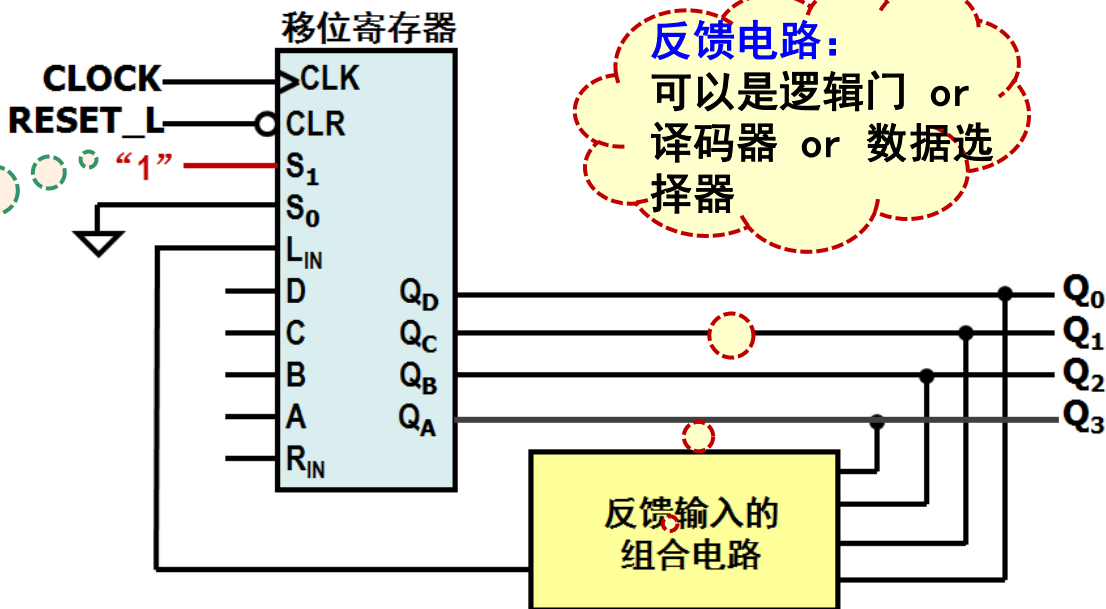 移位寄存器
反馈电路：
可以是逻辑门 or
译码器 or 数据选
择器
CLOCK
CLK
RESET_L
CLR
“1”
S1
S0
LIN
D
QD
Q0
C
QC
Q1
B
QB
Q2
A
QA
Q3
RIN
反馈输入的
组合电路